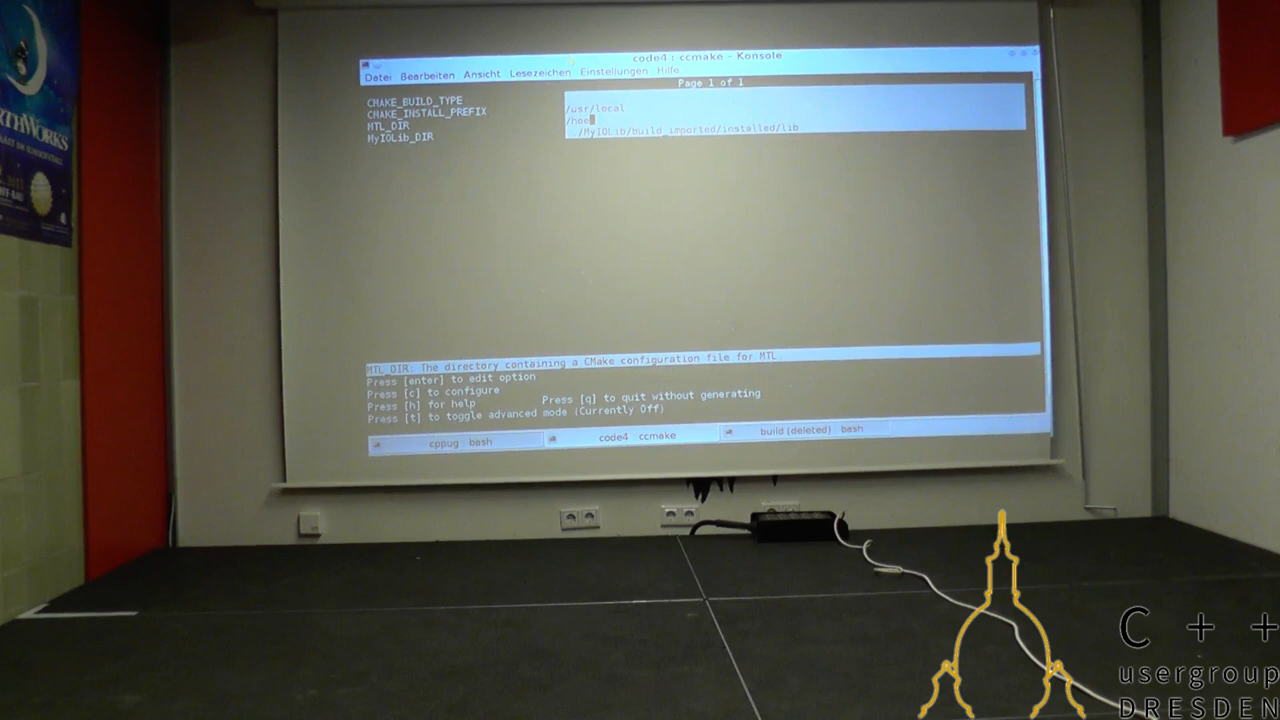 code4 : ccmake - Konsole
Datei Bearbeiten Ansicht Lesezeichen Einstellungen Hilfe
Page 1 of 1
CMAKE_BUILD_TYPE
CMAKE_INSTALL_PREFIX /usr/local
MTL_DIR /hoe
MyIOLib_DIR ../MyIOLib/build_imported/installed/lib
MTL_DIR: The directory containing a CMake configuration file for MTL
Press [enter] to edit option
Press [c] to configure
Press [h] for help Press [q] to quit without generating
Press [t] to toggle advanced mode (Currently Off)
cppug : bash code4 : ccmake build (deleted) : bash
RTHWORKS
C++
usergroup
DRESDEN